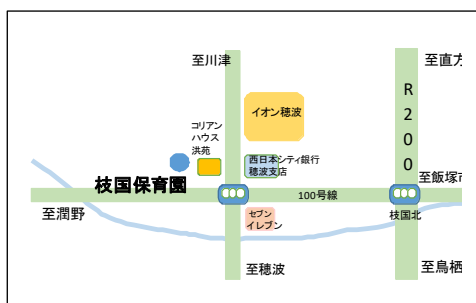 至川津
至直方
R200
イオン穂波
コリアン
ハウス
洪苑
西日本シティ銀行
穂波支店
枝国保育園
至飯塚市
100号線
至潤野
セブン
イレブン
枝国北
至穂波
至鳥栖